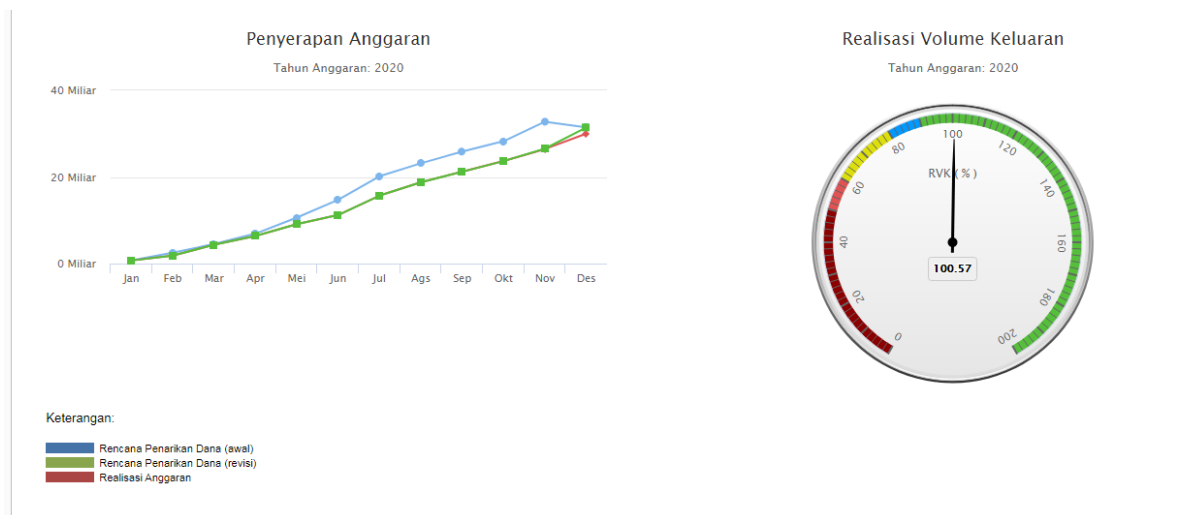 Penyerapan Anggaran
Tahun Anggaran: 2020
40 Miliar
20 Miliar
0 Miliar
Jan Feb Mar Apr Mei Jun Jul Ags Sep Okt Nov Des
Realisasi Volume Keluaran
Tahun Anggaran: 2020
0
20
40
60
80
100
120
140
160
180
200
RVK ( % )
100.57
Keterangan:
Rencana Penarikan Dana (awal)
Rencana Penarikan Dana (revisi)
Realisasi Anggaran